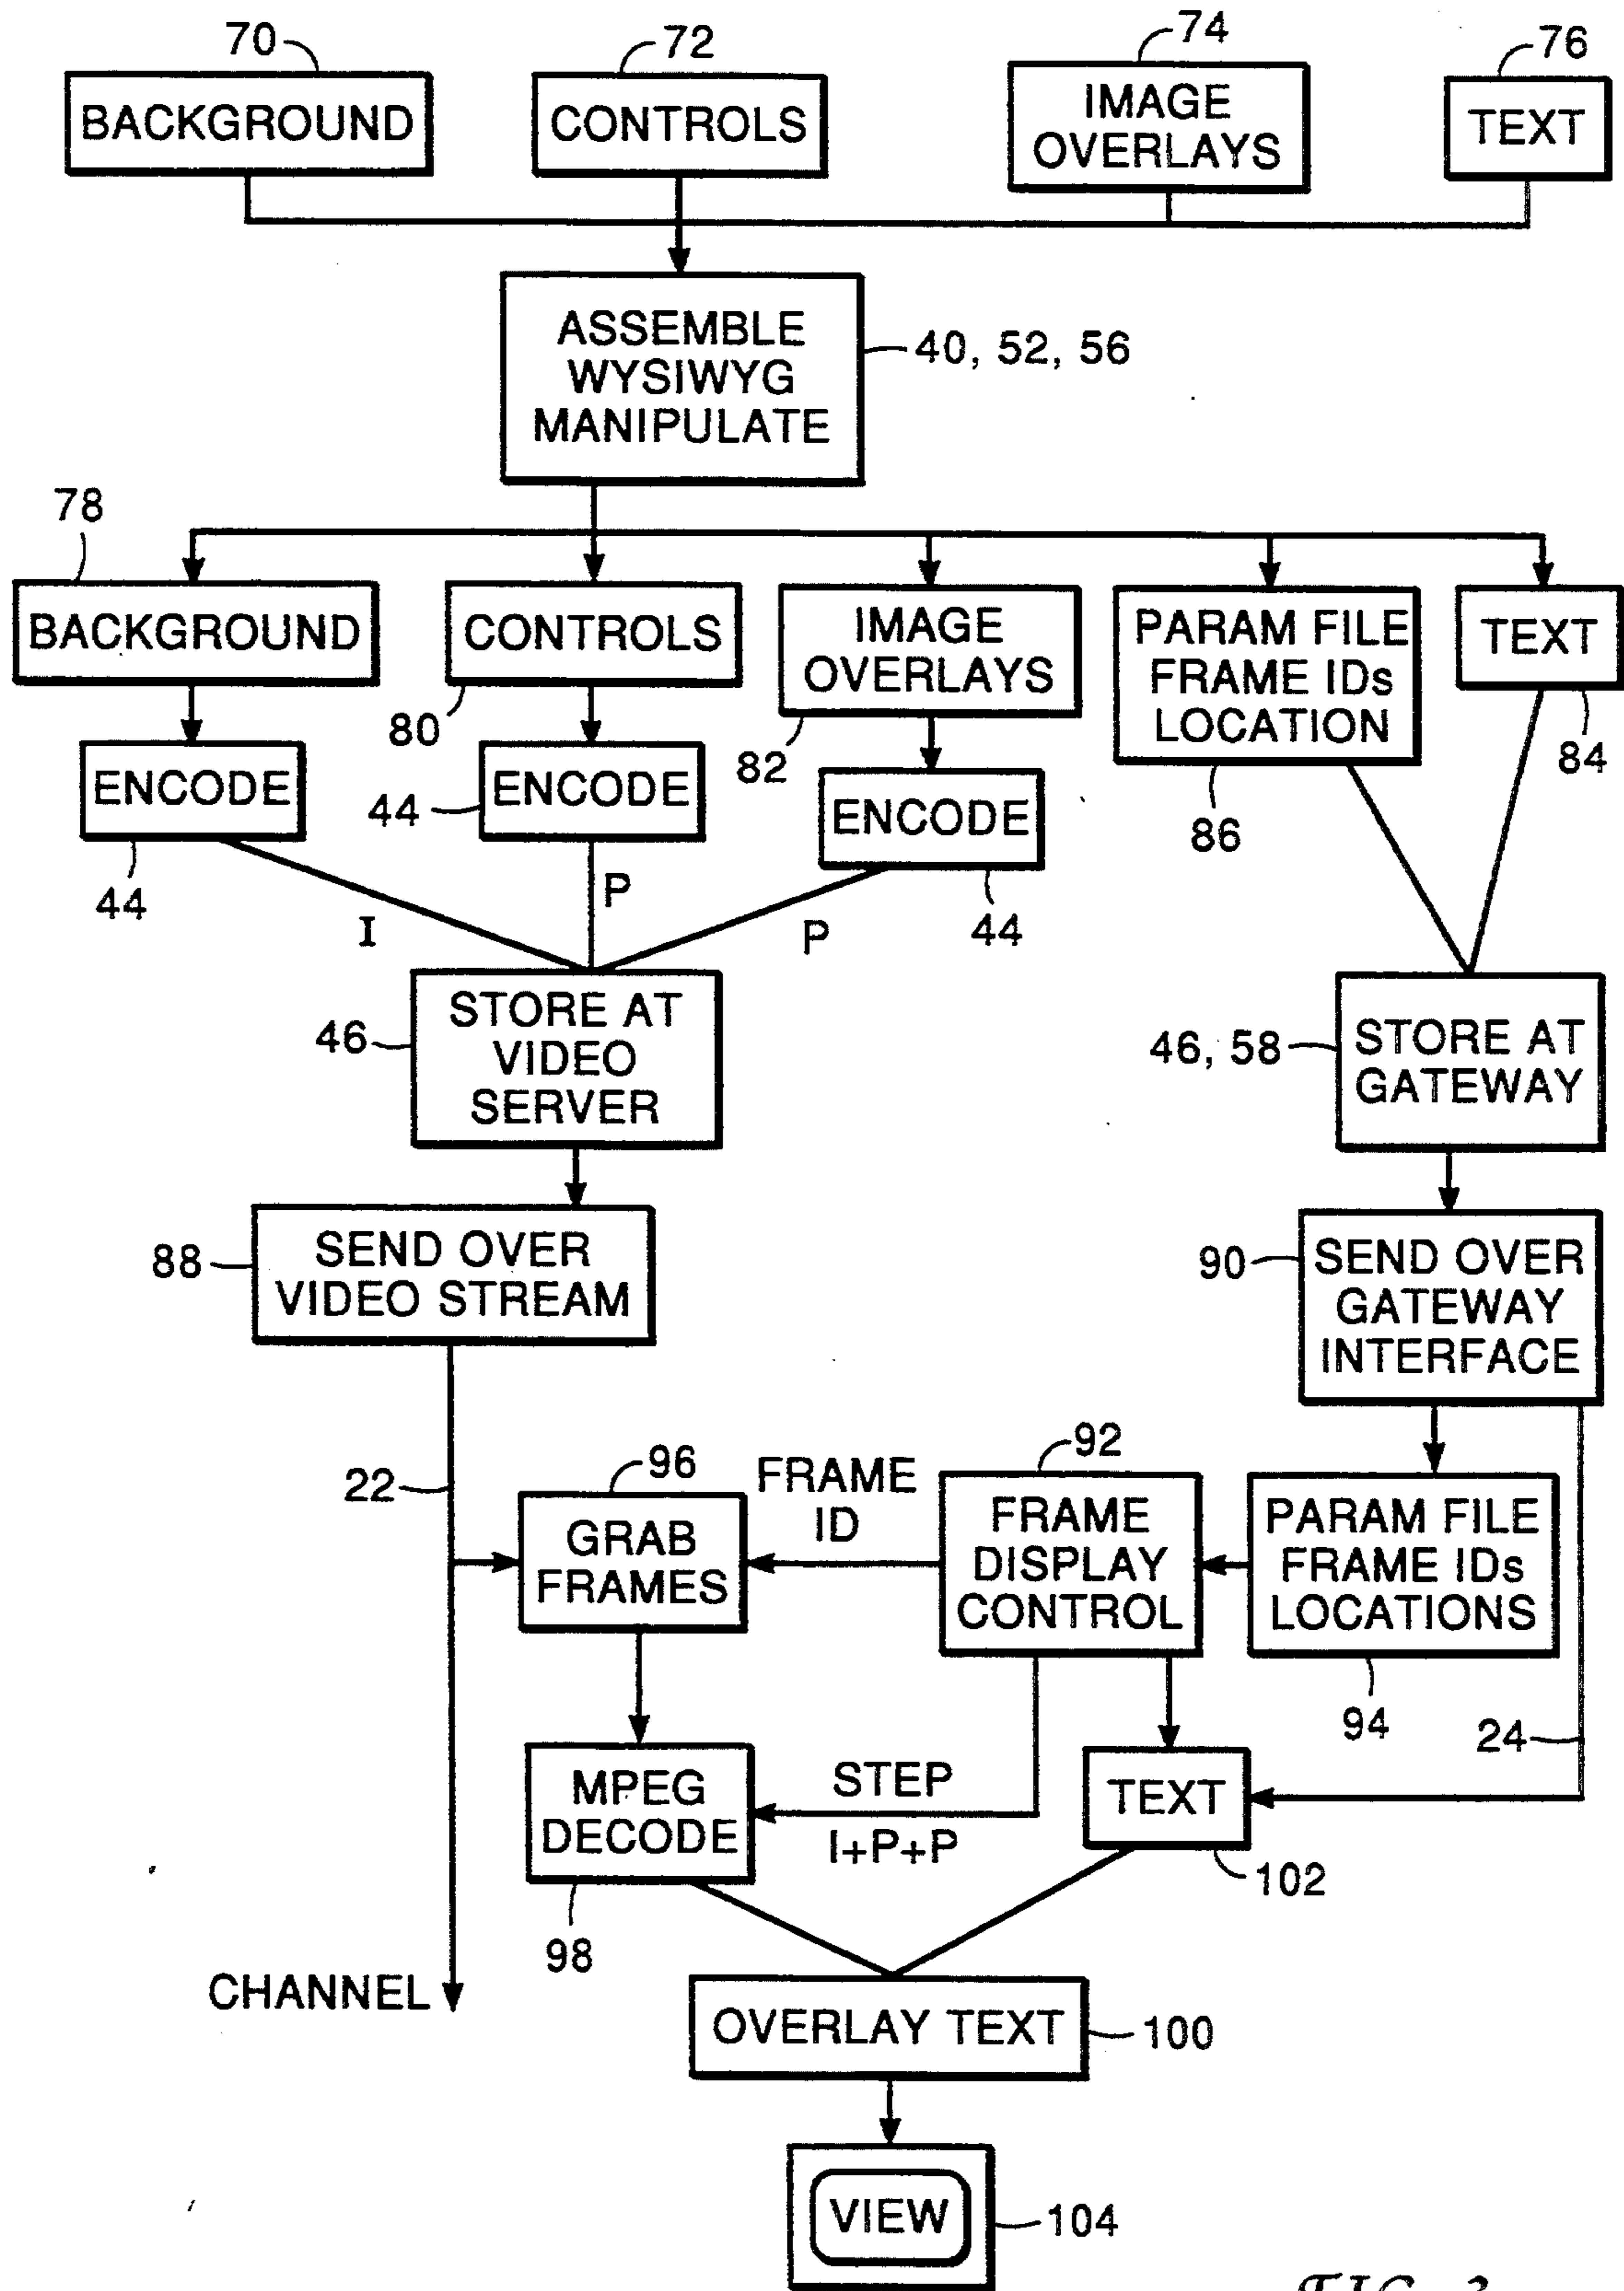 70
72
74
76
BACKGROUND
CONTROLS
IMAGE
OVERLAYS
TEXT
ASSEMBLE
WYSIWYG
MANIPULATE
40, 52, 56
78
BACKGROUND
CONTROLS
IMAGE
OVERLAYS
PARAM FILE
FRAME IDs
LOCATION
TEXT
80
82
86
84
ENCODE
44
ENCODE
44
ENCODE
44
I
P
P
46
STORE AT
VIDEO
SERVER
46, 58
STORE AT
GATEWAY
88
SEND OVER
VIDEO STREAM
90
SEND OVER
GATEWAY
INTERFACE
22
96
GRAB
FRAMES
FRAME
ID
92
FRAME
DISPLAY
CONTROL
PARAM FILE
FRAME IDs
LOCATIONS
94
24
MPEG
DECODE
98
STEP
I+P+P
TEXT
102
CHANNEL
OVERLAY TEXT
100
VIEW
104